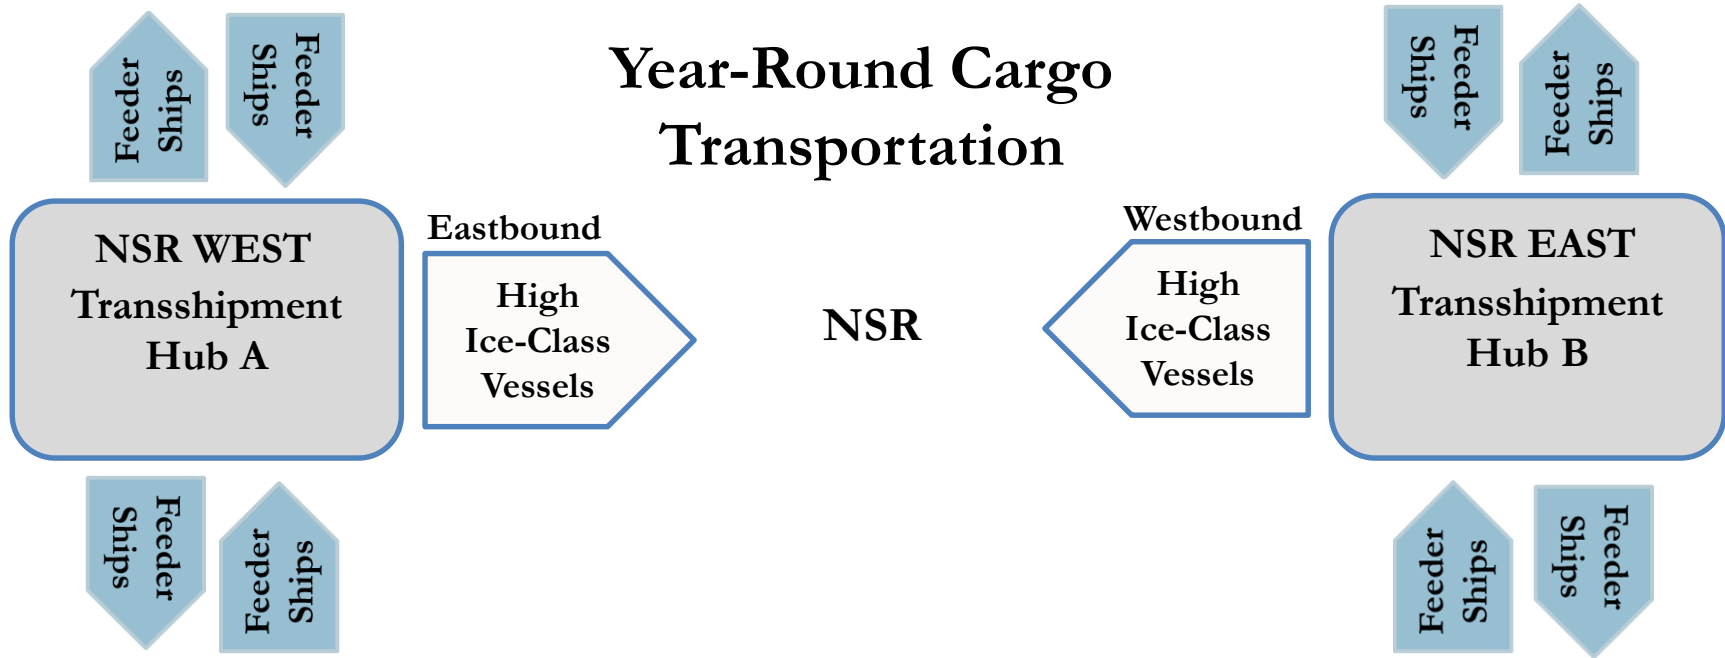 Feeder
Ships
Feeder
Ships
Year-Round Cargo
Transportation
Feeder
Ships
Feeder
Ships
NSR WEST
Transshipment
Hub A
Eastbound
High
Ice-Class
Vessels
NSR
Westbound
High
Ice-Class
Vessels
NSR EAST
Transshipment
Hub B
Feeder
Ships
Feeder
Ships
Feeder
Ships
Feeder
Ships